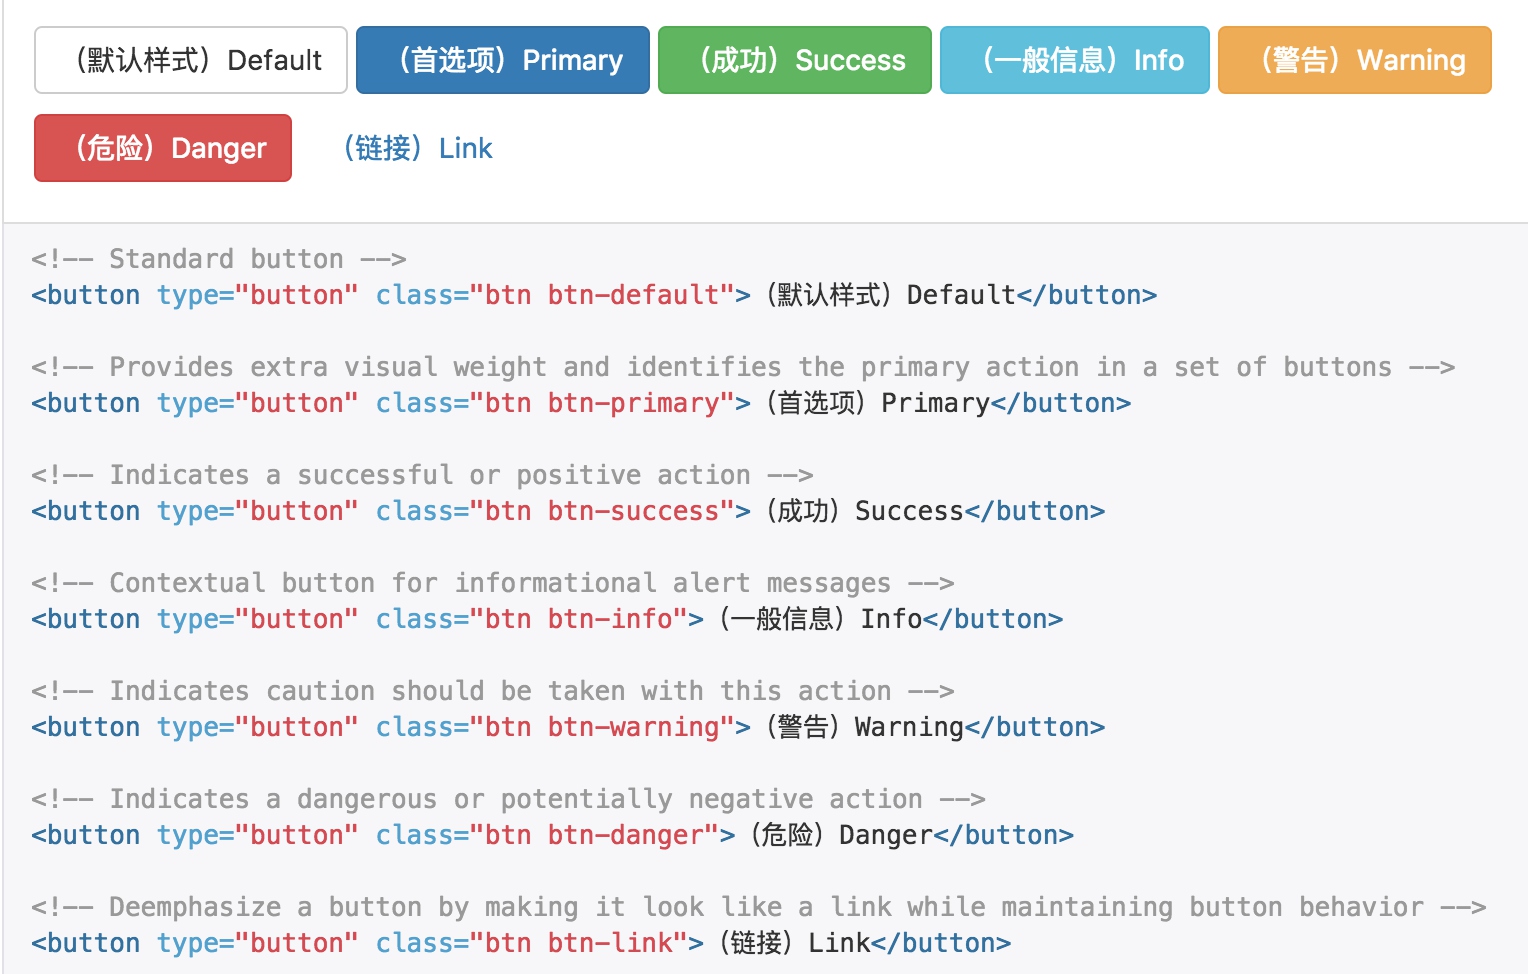 （默认样式）Default （首选项）Primary （成功）Success （一般信息）Info （警告）Warning
（危险）Danger （链接）Link
<!-- Standard button -->
<button type="button" class="btn btn-default">（默认样式）Default</button>
<!-- Provides extra visual weight and identifies the primary action in a set of buttons -->
<button type="button" class="btn btn-primary">（首选项）Primary</button>
<!-- Indicates a successful or positive action -->
<button type="button" class="btn btn-success">（成功）Success</button>
<!-- Contextual button for informational alert messages -->
<button type="button" class="btn btn-info">（一般信息）Info</button>
<!-- Indicates caution should be taken with this action -->
<button type="button" class="btn btn-warning">（警告）Warning</button>
<!-- Indicates a dangerous or potentially negative action -->
<button type="button" class="btn btn-danger">（危险）Danger</button>
<!-- Deemphasize a button by making it look like a link while maintaining button behavior -->
<button type="button" class="btn btn-link">（链接）Link</button>